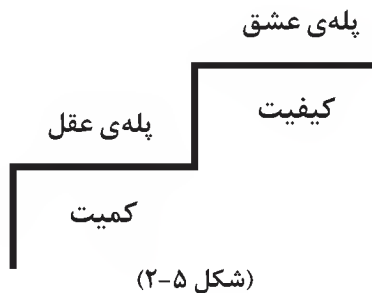 پله‌ی عشق
کیفیت
پله‌ی عقل
کمیت
(شکل ۵-۲)